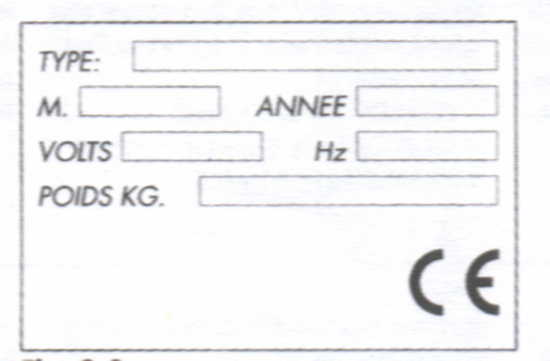 TYPE:
M. ANNEE
VOLTS Hz
POIDS KG.
CE